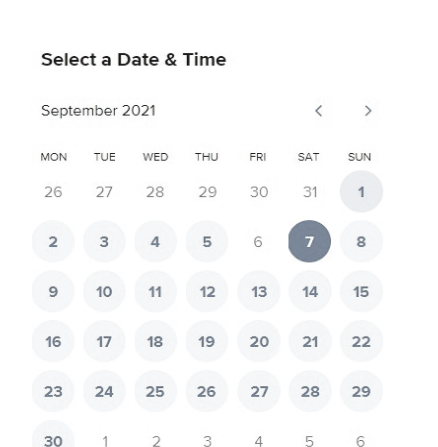 Select a Date & Time
September 2021
MON TUE WED THU FRI SAT SUN
26 27 28 29 30 31 1
2 3 4 5 6 7 8
9 10 11 12 13 14 15
16 17 18 19 20 21 22
23 24 25 26 27 28 29
30 1 2 3 4 5 6